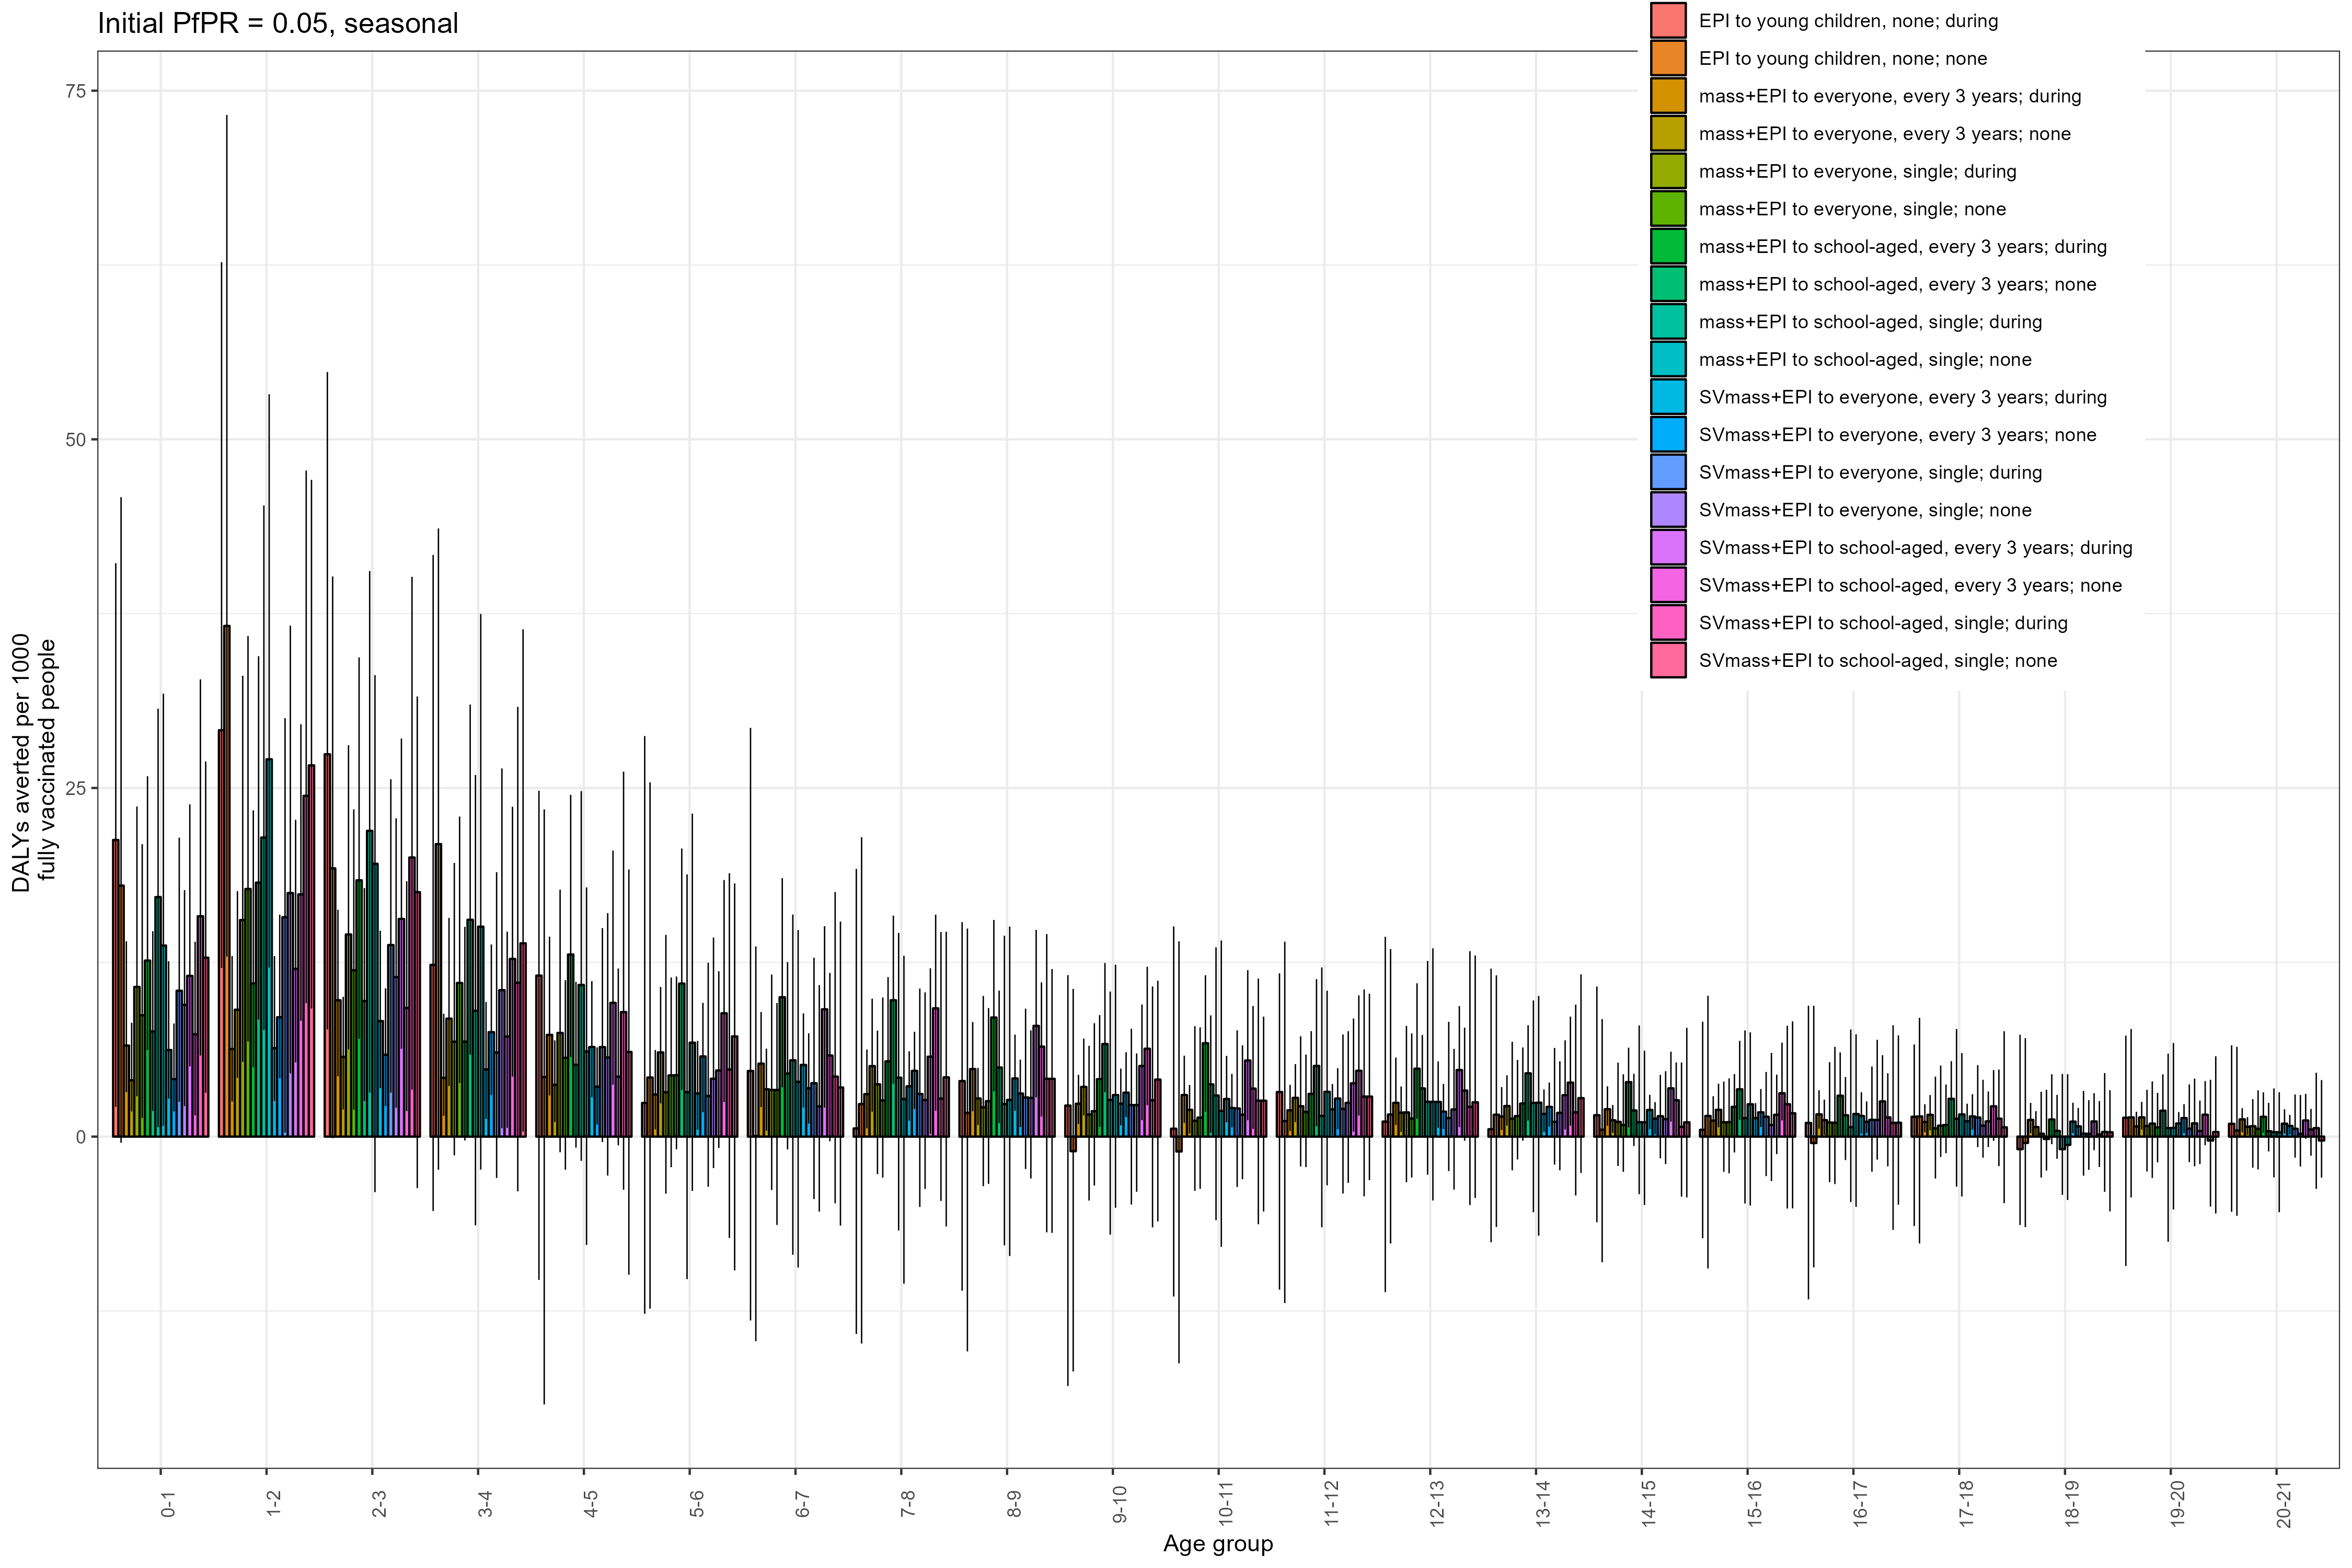 Initial PfPR = 0.05, seasonal
EPI to young children, none; during
EPI to young children, none; none
mass+EPI to everyone, every 3 years; during
mass+EPI to everyone, every 3 years; none
mass+EPI to everyone, single; during
mass+EPI to everyone, single; none
mass+EPI to school-aged, every 3 years; during
mass+EPI to school-aged, every 3 years; none
mass+EPI to school-aged, single; during
mass+EPI to school-aged, single; none
SVmass+EPI to everyone, every 3 years; during
SVmass+EPI to everyone, every 3 years; none
SVmass+EPI to everyone, single; during
SVmass+EPI to everyone, single; none
SVmass+EPI to school-aged, every 3 years; during
SVmass+EPI to school-aged, every 3 years; none
SVmass+EPI to school-aged, single; during
SVmass+EPI to school-aged, single; none
DALYs averted per 1000
fully vaccinated people
75
50
25
0
0-1
1-2
2-3
3-4
4-5
5-6
6-7
7-8
8-9
9-10
10-11
11-12
12-13
13-14
14-15
15-16
16-17
17-18
18-19
19-20
20-21
Age group